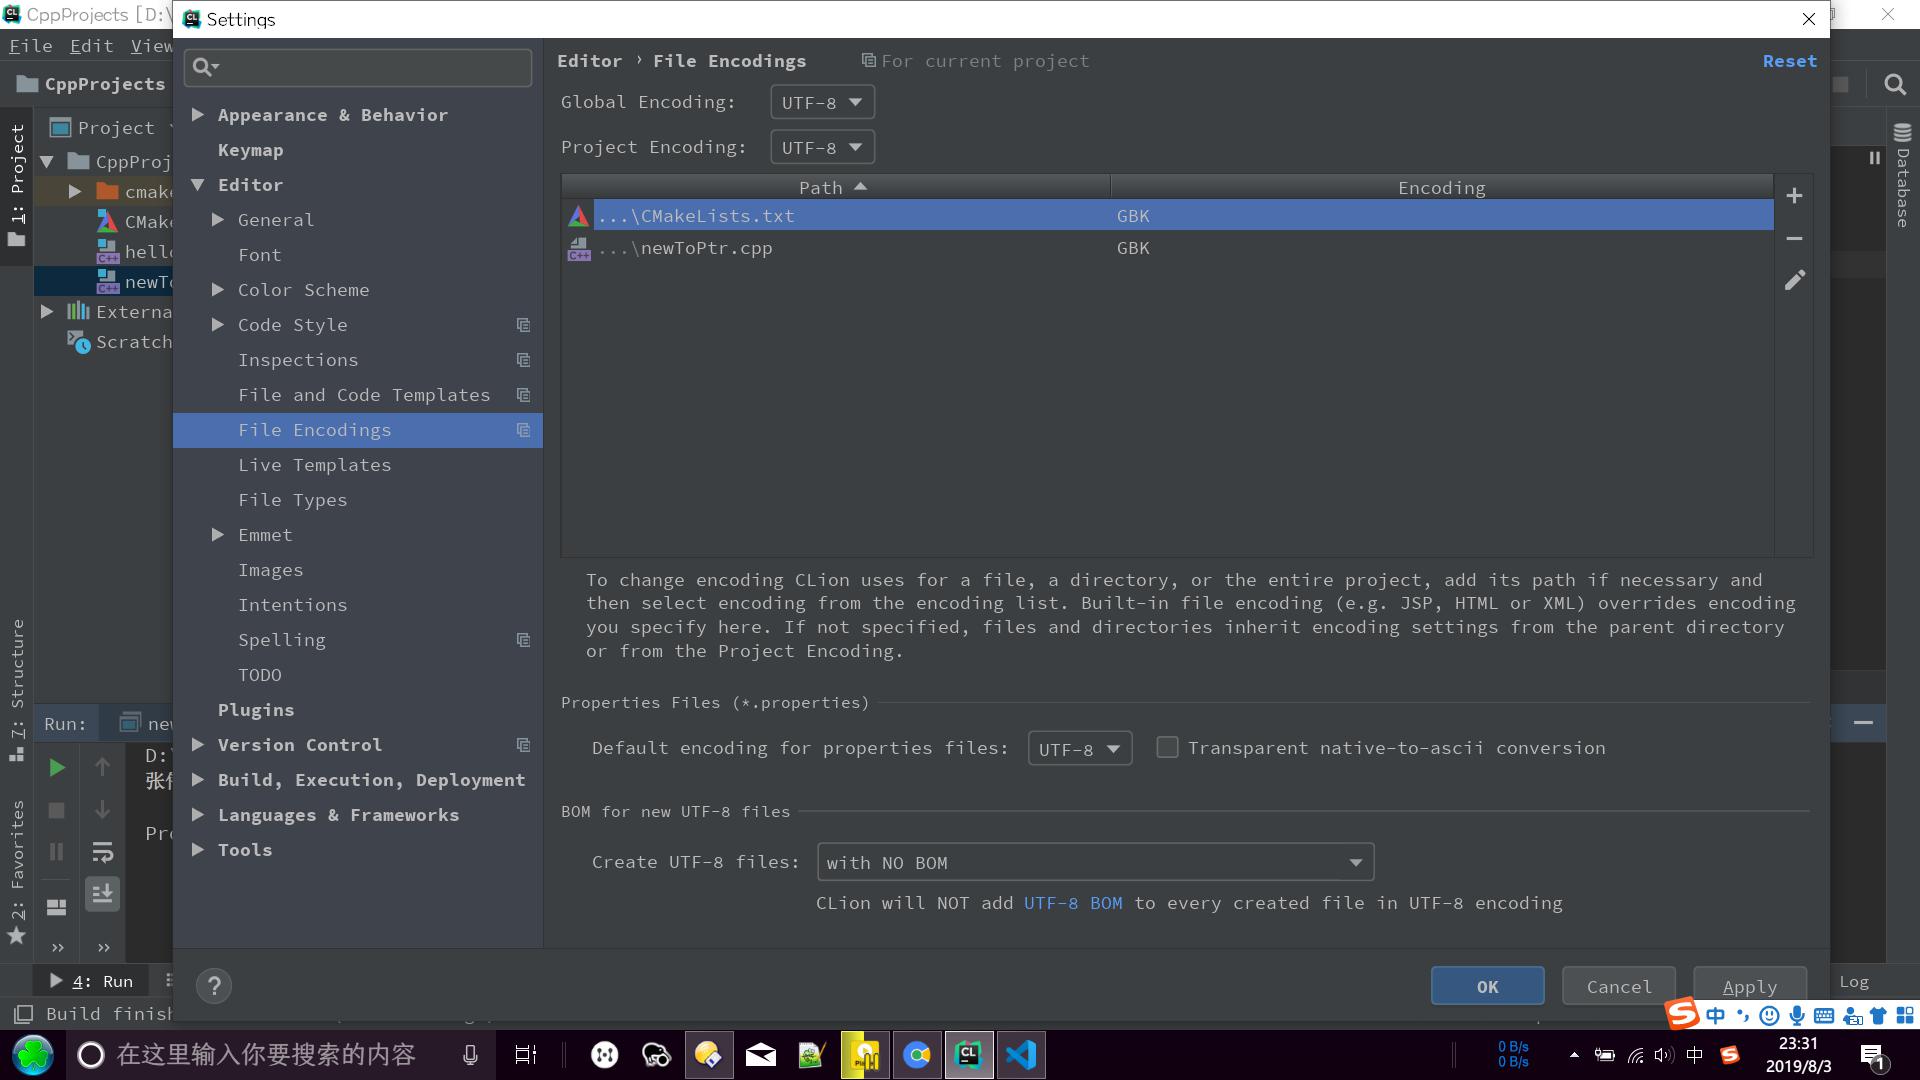 CppProjects [D:\
Settings
File Edit View
CppProjects
Project
CppProj
cmake
CMake
hello
newTo
Externa
Scratch
1: Project
7: Structure
2: Favorites
Appearance & Behavior
Keymap
Editor
General
Font
Color Scheme
Code Style
Inspections
File and Code Templates
File Encodings
Live Templates
File Types
Emmet
Images
Intentions
Spelling
TODO
Plugins
Version Control
Build, Execution, Deployment
Languages & Frameworks
Tools
Editor › File Encodings For current project Reset
Global Encoding: UTF-8
Project Encoding: UTF-8
Path Encoding
...\CMakeLists.txt GBK
...\newToPtr.cpp GBK
To change encoding CLion uses for a file, a directory, or the entire project, add its path if necessary and
then select encoding from the encoding list. Built-in file encoding (e.g. JSP, HTML or XML) overrides encoding
you specify here. If not specified, files and directories inherit encoding settings from the parent directory
or from the Project Encoding.
Properties Files (*.properties)
Default encoding for properties files: UTF-8 Transparent native-to-ascii conversion
BOM for new UTF-8 files
Create UTF-8 files: with NO BOM
CLion will NOT add UTF-8 BOM to every created file in UTF-8 encoding
? OK Cancel Apply
Database
Run: new
D:\
张
Pro
4: Run
Log
Build finish
中
在这里输入你要搜索的内容
0 B/s
0 B/s
中
23:31
2019/8/3
1